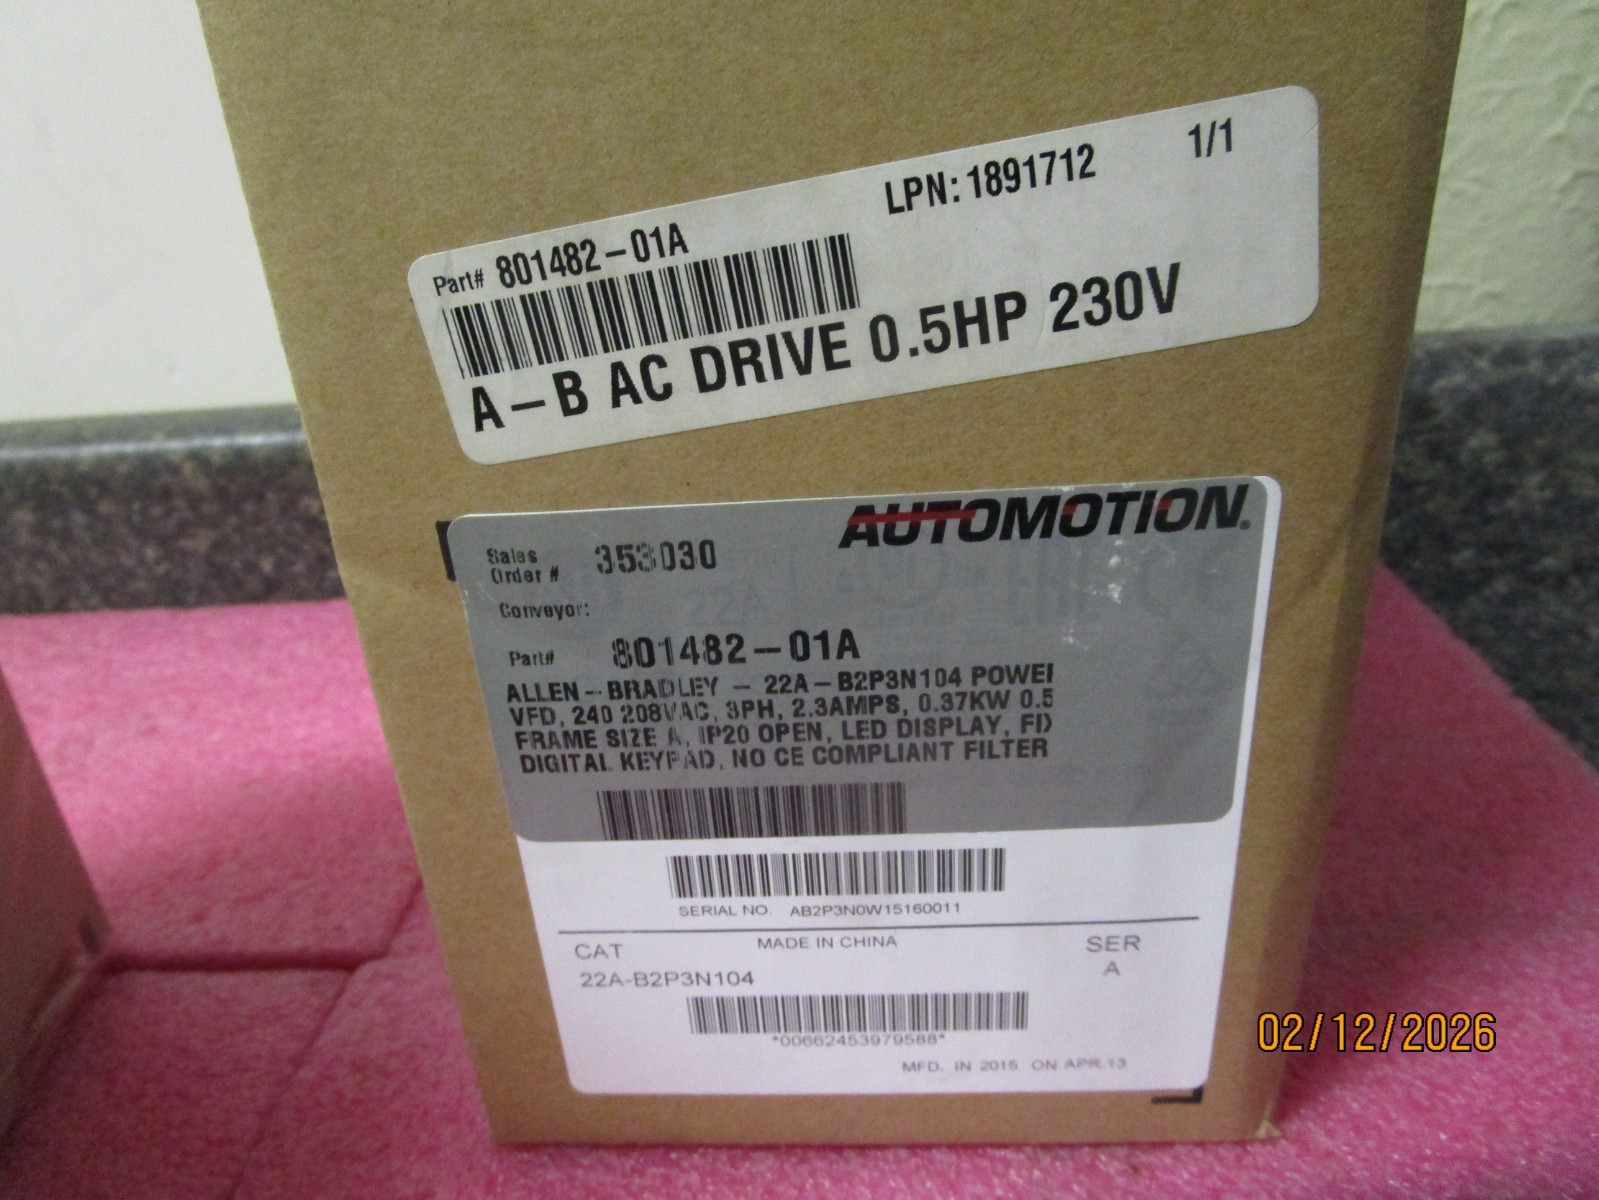 LPN: 1891712
1/1
Part# 801482-01A
A-B AC DRIVE 0.5HP 230V
AUTOMOTION®
Sales Order # 353030
Conveyor:
Part# 801482-01A
ALLEN-BRADLEY - 22A-B2P3N104 POWE
VFD, 240 208VAC, 3PH, 2.3AMPS, 0.37KW 0.5
FRAME SIZE A, IP20 OPEN, LED DISPLAY, FI
DIGITAL KEYPAD, NO CE COMPLIANT FILTER
SERIAL NO. AB2P3N0W15160011
MADE IN CHINA
CAT
SER
22A-B2P3N104
A
*00662453979588*
MFD. IN 2015 ON APR.13
02/12/2026